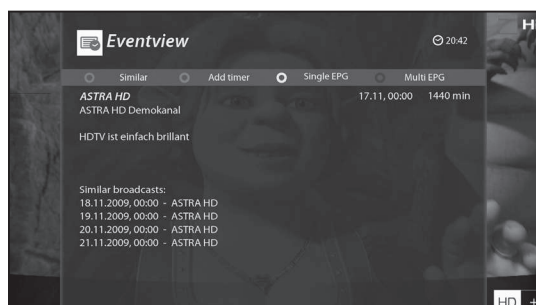 H
Eventview
20:42
Similar Add timer Single EPG Multi EPG
ASTRA HD 17.11, 00:00 1440 min
ASTRA HD Demokanal
HDTV ist einfach brillant
Similar broadcasts:
18.11.2009, 00:00 - ASTRA HD
19.11.2009, 00:00 - ASTRA HD
20.11.2009, 00:00 - ASTRA HD
21.11.2009, 00:00 - ASTRA HD
HD +